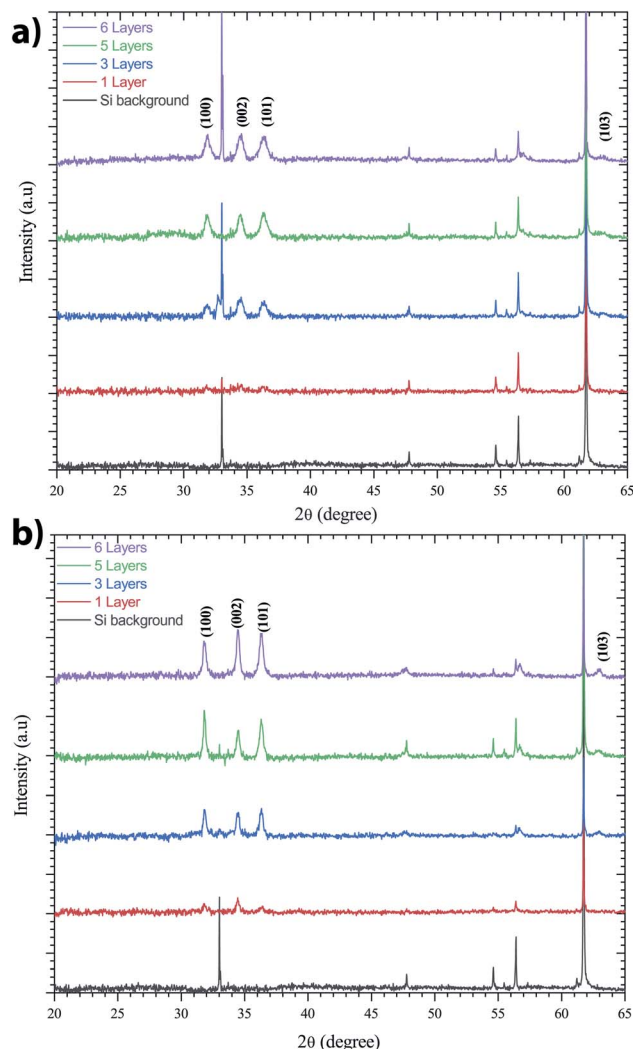 a)
6 Layers
5 Layers
3 Layers
1 Layer
Si background
(100)
(002)
(101)
(103)
Intensity (a.u)
20 25 30 35 40 45 50 55 60 65
2θ (degree)
b)
6 Layers
5 Layers
3 Layers
1 Layer
Si background
(100)
(002)
(101)
(103)
Intensity (a.u)
20 25 30 35 40 45 50 55 60 65
2θ (degree)